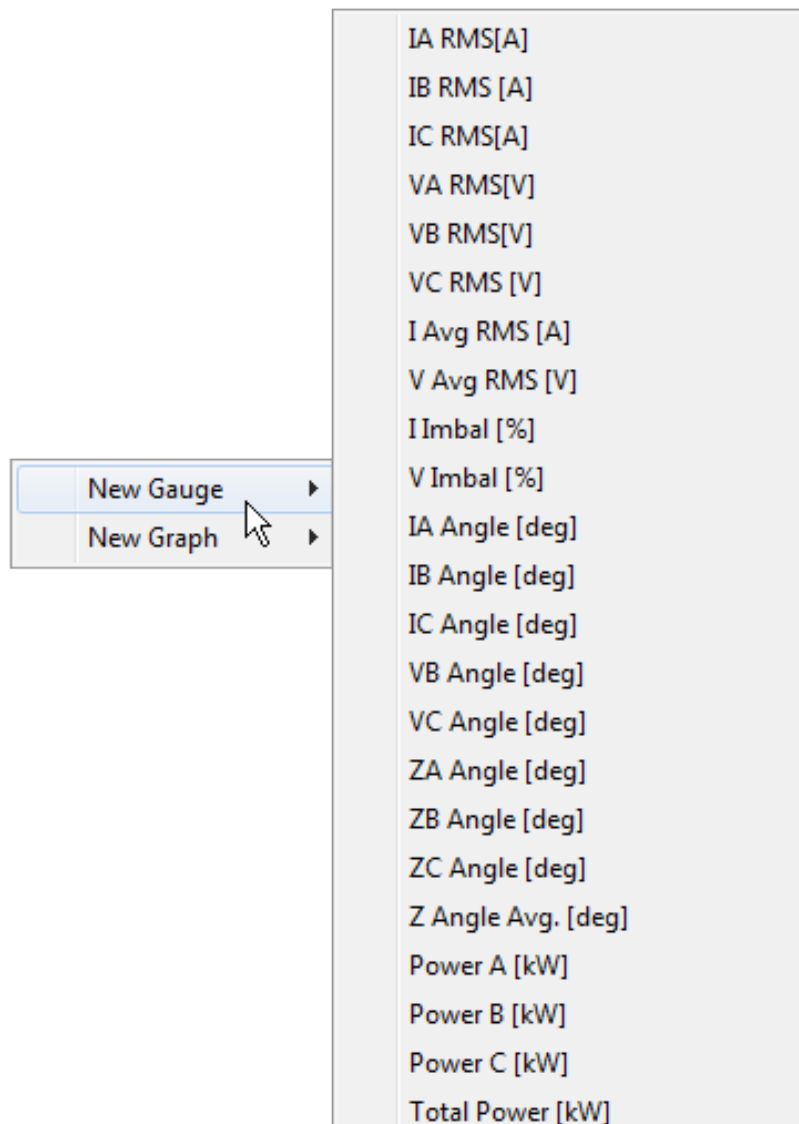 New Gauge
New Graph
IA RMS[A]
IB RMS [A]
IC RMS[A]
VA RMS[V]
VB RMS[V]
VC RMS [V]
I Avg RMS [A]
V Avg RMS [V]
I Imbal [%]
V Imbal [%]
IA Angle [deg]
IB Angle [deg]
IC Angle [deg]
VB Angle [deg]
VC Angle [deg]
ZA Angle [deg]
ZB Angle [deg]
ZC Angle [deg]
Z Angle Avg. [deg]
Power A [kW]
Power B [kW]
Power C [kW]
Total Power [kW]